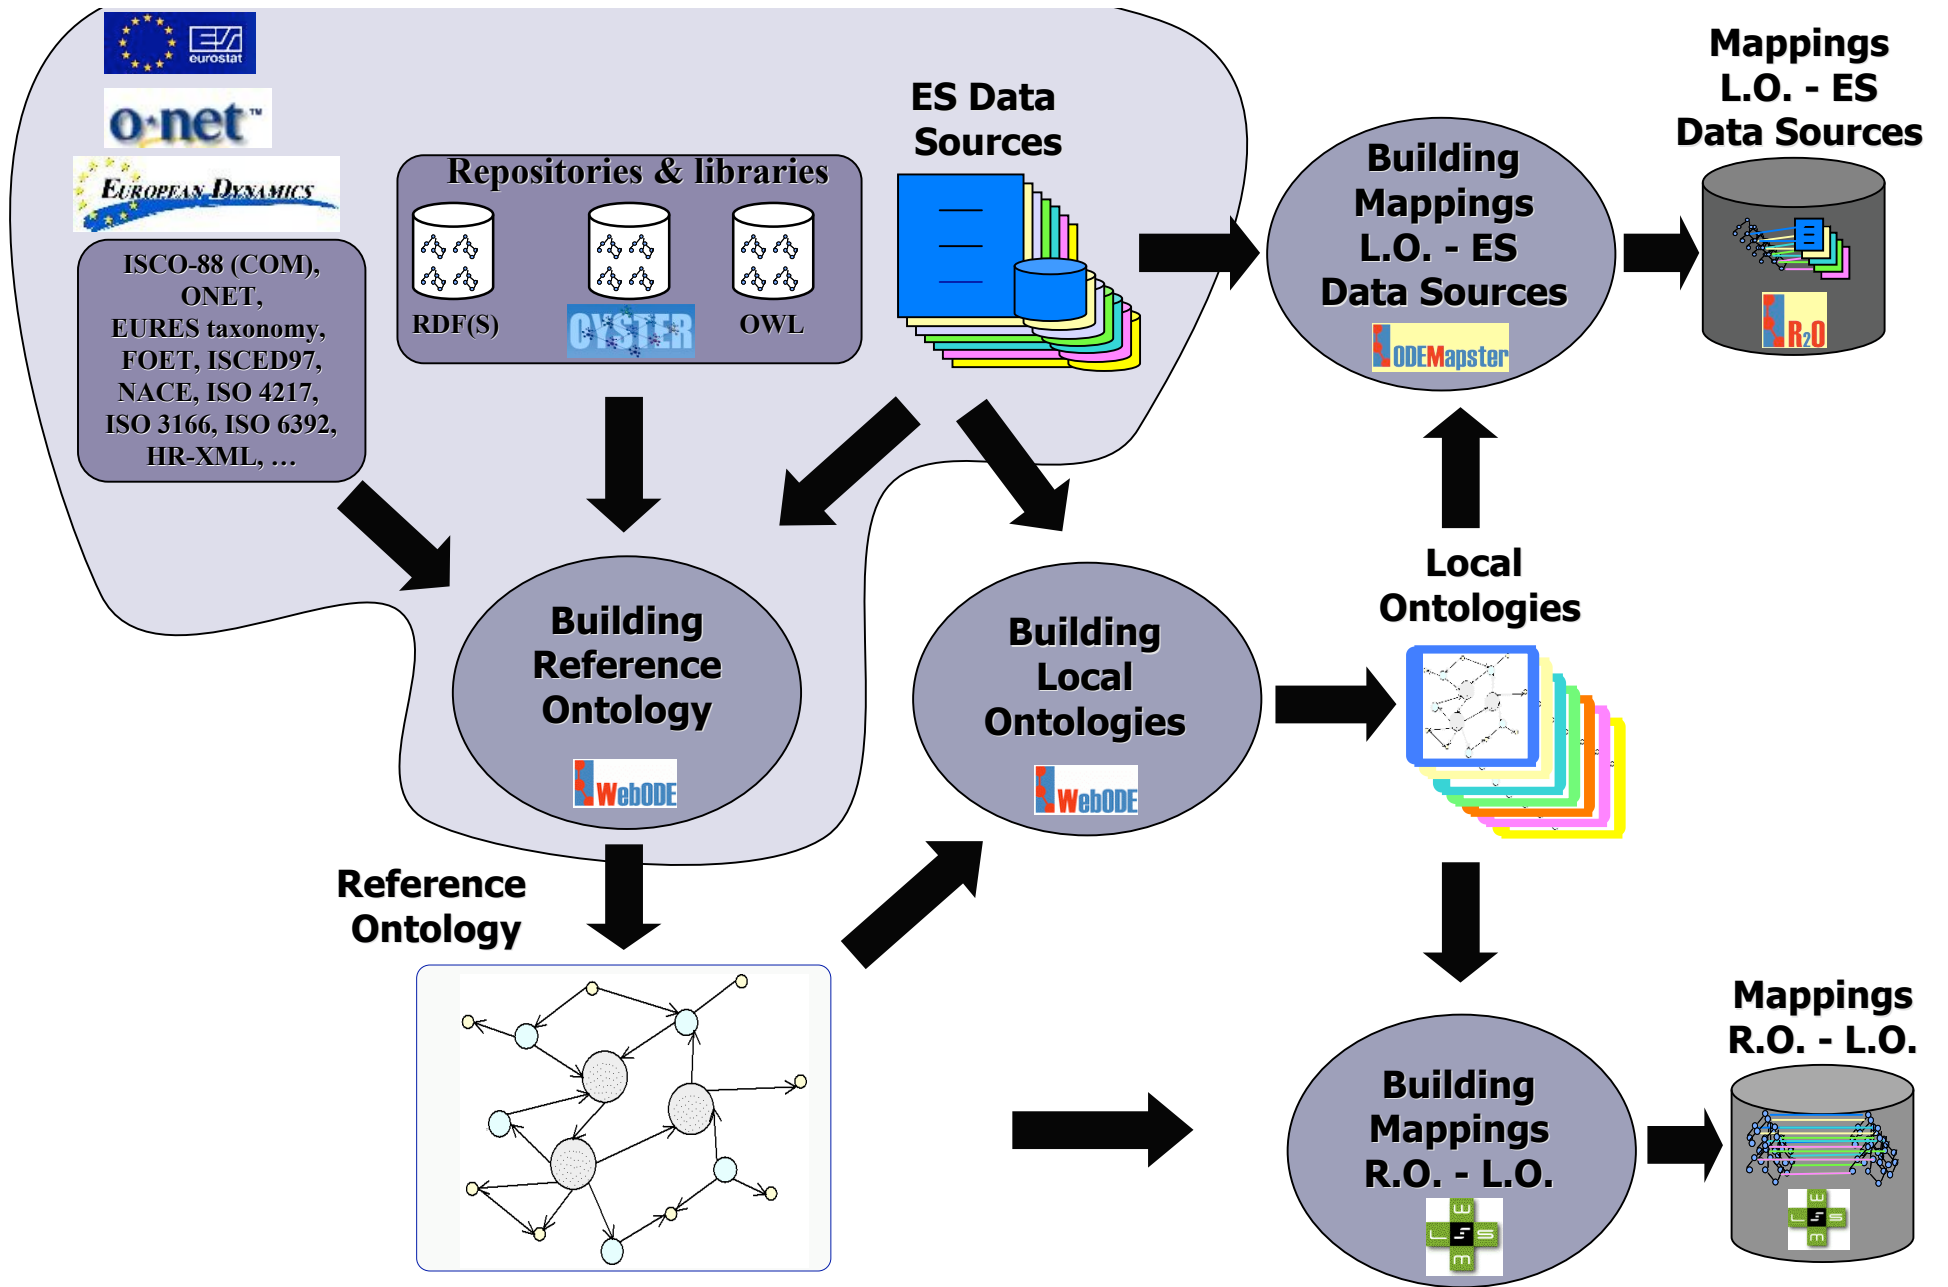 eurostat
o*net™
EUROPEAN DYNAMICS
ISCO-88 (COM),
ONET,
EURES taxonomy,
FOET, ISCED97,
NACE, ISO 4217,
ISO 3166, ISO 6392,
HR-XML, …
Repositories & libraries
RDF(S)
OYSTER
OWL
ES Data
Sources
Building
Mappings
L.O. - ES
Data Sources
ODEMapster
Mappings
L.O. - ES
Data Sources
R2O
Building
Reference
Ontology
WebODE
Building
Local
Ontologies
WebODE
Local
Ontologies
Reference
Ontology
Building
Mappings
R.O. - L.O.
Mappings
R.O. - L.O.